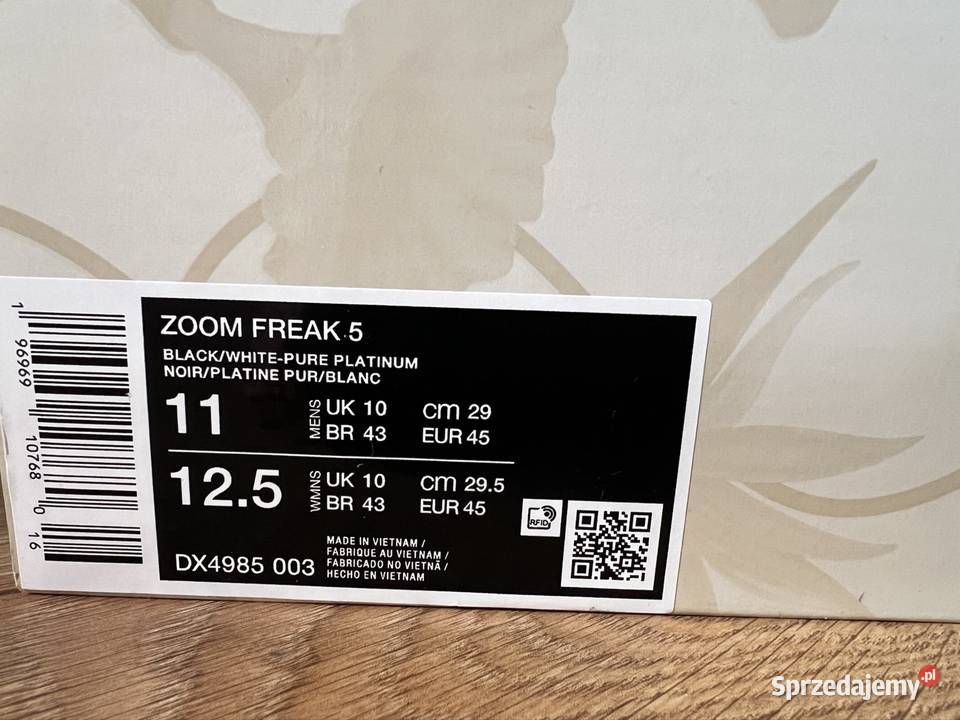 ZOOM FREAK 5
BLACK/WHITE-PURE PLATINUM
NOIR/PLATINE PUR/BLANC
11 MENS UK 10 cm 29
BR 43 EUR 45
12.5 WMNS UK 10 cm 29.5
BR 43 EUR 45
DX4985 003
MADE IN VIETNAM /
FABRIQUE AU VIETNAM /
FABRICADO NO VIETNÃ /
HECHO EN VIETNAM
RFID
1 96969 10768 0 16
Sprzedajemy.pl